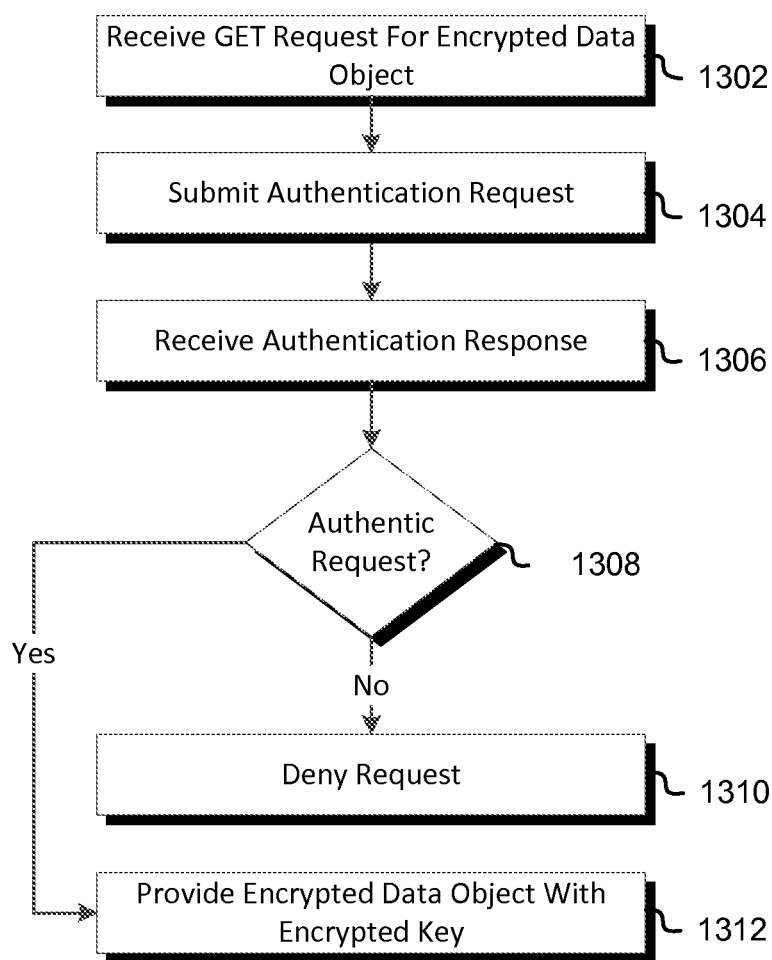 Receive GET Request For Encrypted Data
Object
1302
Submit Authentication Request
1304
Receive Authentication Response
1306
Authentic
Request?
1308
Yes
No
Deny Request
1310
Provide Encrypted Data Object With
Encrypted Key
1312